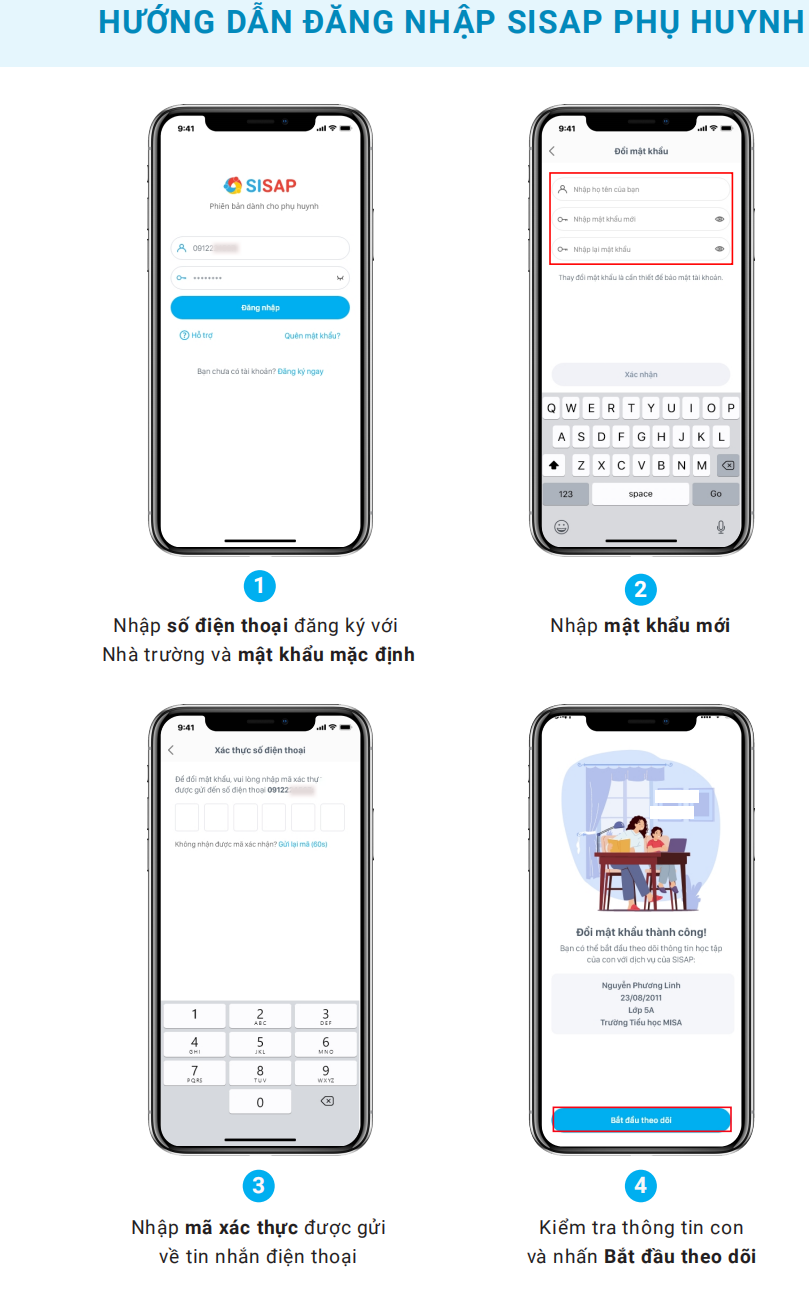 HƯỚNG DẪN ĐĂNG NHẬP SISAP PHỤ HUYNH
9:41
SISAP
Phiên bản dành cho phụ huynh
09122
••••••••
Đăng nhập
? Hỗ trợ
Quên mật khẩu?
Bạn chưa có tài khoản? Đăng ký ngay
1
Nhập số điện thoại đăng ký với
Nhà trường và mật khẩu mặc định
9:41
Đổi mật khẩu
Nhập họ tên của bạn
Nhập mật khẩu mới
Nhập lại mật khẩu
Thay đổi mật khẩu là cần thiết để bảo mật tài khoản.
Xác nhận
Q W E R T Y U I O P
A S D F G H J K L
Z X C V B N M
123 space Go
2
Nhập mật khẩu mới
9:41
Xác thực số điện thoại
Để đổi mật khẩu, vui lòng nhập mã xác thự
được gửi đến số điện thoại 09122
Không nhận được mã xác nhận? Gửi lại mã (60s)
1 2 3
ABC DEF
4 5 6
GHI JKL MNO
7 8 9
PQRS TUV WXYZ
0
3
Nhập mã xác thực được gửi
về tin nhắn điện thoại
Đổi mật khẩu thành công!
Bạn có thể bắt đầu theo dõi thông tin học tập
của con với dịch vụ của SISAP:
Nguyễn Phương Linh
23/08/2011
Lớp 5A
Trường Tiểu học MISA
Bắt đầu theo dõi
4
Kiểm tra thông tin con
và nhấn Bắt đầu theo dõi